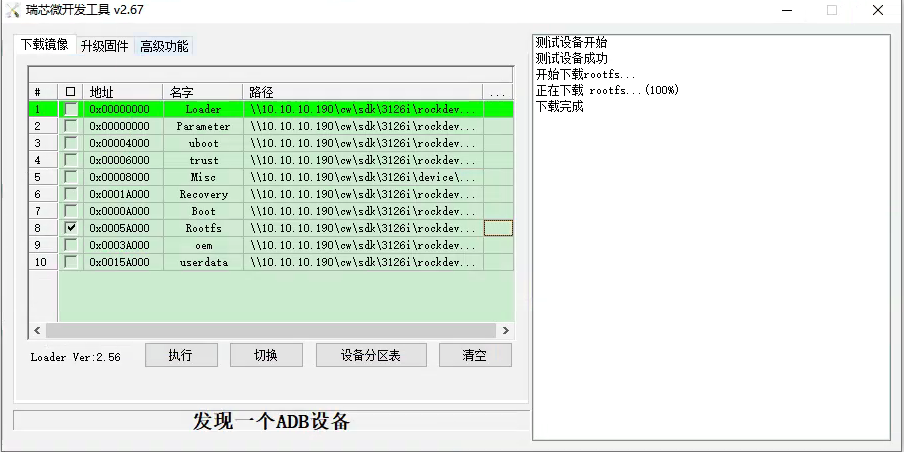 瑞芯微开发工具 v2.67
下载镜像 升级固件 高级功能
# 地址 名字 路径 ...
1 0x00000000 Loader \\10.10.10.190\cw\sdk\3126i\rockdev...
2 0x00000000 Parameter \\10.10.10.190\cw\sdk\3126i\rockdev...
3 0x00004000 uboot \\10.10.10.190\cw\sdk\3126i\rockdev...
4 0x00006000 trust \\10.10.10.190\cw\sdk\3126i\rockdev...
5 0x00008000 Misc \\10.10.10.190\cw\sdk\3126i\device\...
6 0x0001A000 Recovery \\10.10.10.190\cw\sdk\3126i\rockdev...
7 0x0000A000 Boot \\10.10.10.190\cw\sdk\3126i\rockdev...
8 0x0005A000 Rootfs \\10.10.10.190\cw\sdk\3126i\rockdev...
9 0x0003A000 oem \\10.10.10.190\cw\sdk\3126i\rockdev...
10 0x0015A000 userdata \\10.10.10.190\cw\sdk\3126i\rockdev...
Loader Ver:2.56 执行 切换 设备分区表 清空
发现一个ADB设备
测试设备开始
测试设备成功
开始下载rootfs...
正在下载 rootfs...(100%)
下载完成